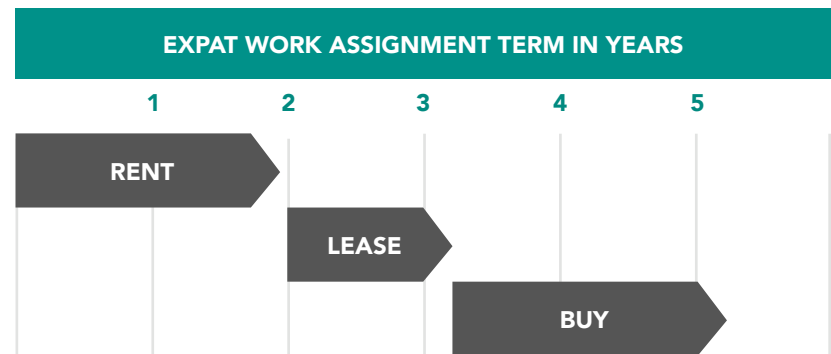 EXPAT WORK ASSIGNMENT TERM IN YEARS
1 2 3 4 5
RENT
LEASE
BUY